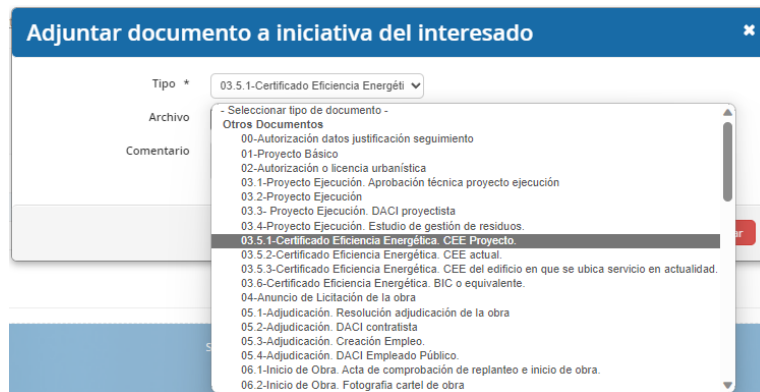 Adjuntar documento a iniciativa del interesado
Tipo *
03.5.1-Certificado Eficiencia Energéti
Archivo
Comentario
- Seleccionar tipo de documento -
Otros Documentos
00-Autorización datos justificación seguimiento
01-Proyecto Básico
02-Autorización o licencia urbanística
03.1-Proyecto Ejecución. Aprobación técnica proyecto ejecución
03.2-Proyecto Ejecución
03.3- Proyecto Ejecución. DACI proyectista
03.4-Proyecto Ejecución. Estudio de gestión de residuos.
03.5.1-Certificado Eficiencia Energética. CEE Proyecto.
03.5.2-Certificado Eficiencia Energética. CEE actual.
03.5.3-Certificado Eficiencia Energética. CEE del edificio en que se ubica servicio en actualidad.
03.6-Certificado Eficiencia Energética. BIC o equivalente.
04-Anuncio de Licitación de la obra
05.1-Adjudicación. Resolución adjudicación de la obra
05.2-Adjudicación. DACI contratista
05.3-Adjudicación. Creación Empleo.
05.4-Adjudicación. DACI Empleado Público.
06.1-Inicio de Obra. Acta de comprobación de replanteo e inicio de obra.
06.2-Inicio de Obra. Fotografia cartel de obra